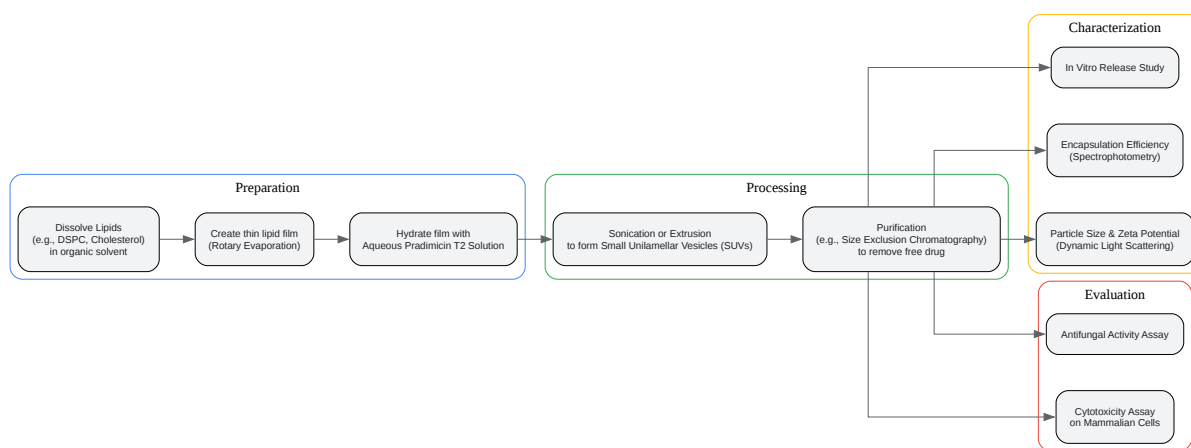 Preparation
Dissolve Lipids
(e.g., DSPC, Cholesterol)
in organic solvent
Create thin lipid film
(Rotary Evaporation)
Hydrate film with
Aqueous Pradimicin T2 Solution
Processing
Sonication or Extrusion
to form Small Unilamellar Vesicles (SUVs)
Purification
(e.g., Size Exclusion Chromatography)
to remove free drug
Characterization
In Vitro Release Study
Encapsulation Efficiency
(Spectrophotometry)
Particle Size & Zeta Potential
(Dynamic Light Scattering)
Evaluation
Antifungal Activity Assay
Cytotoxicity Assay
on Mammalian Cells